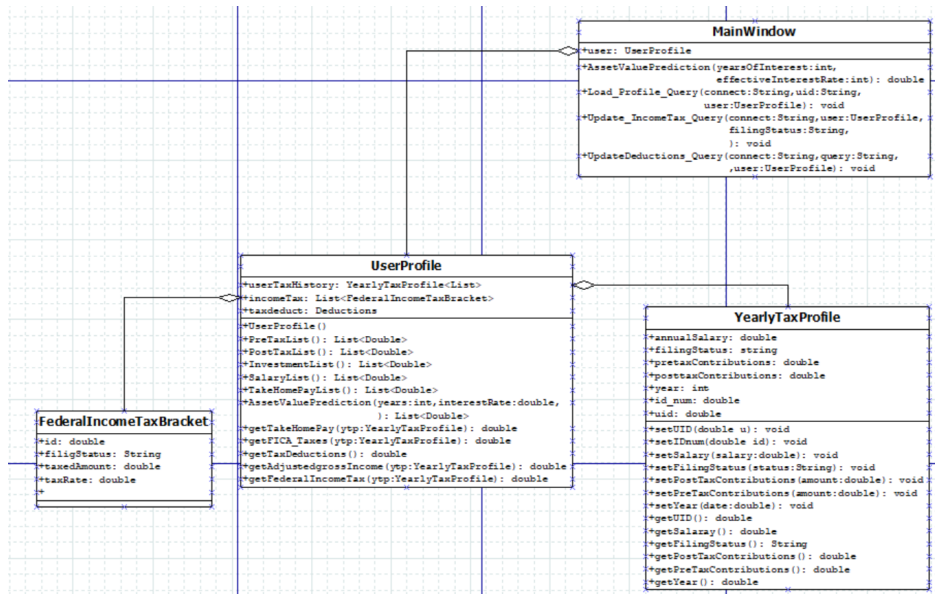 MainWindow
+user: UserProfile
+AssetValuePrediction(yearsOfInterest:int,
effectiveInterestRate:int): double
+Load_Profile_Query(connect:String,uid:String,
user:UserProfile): void
+Update_IncomeTax_Query(connect:String,user:UserProfile,
filingStatus:String,
): void
+UpdateDeductions_Query(connect:String,query:String,
,user:UserProfile): void
UserProfile
+userTaxHistory: YearlyTaxProfile<List>
+incomeTax: List<FederalIncomeTaxBracket>
+taxdeduct: Deductions
+UserProfile()
+PreTaxList(): List<Double>
+PostTaxList(): List<Double>
+InvestmentList(): List<Double>
+SalaryList(): List<Double>
+TakeHomePayList(): List<Double>
+AssetValuePrediction(years:int,interestRate:double,
): List<Double>
+getTakeHomePay(ytp:YearlyTaxProfile): double
+getFICA_Taxes(ytp:YearlyTaxProfile): double
+getTaxDeductions(): double
+getAdjustedgrossIncome(ytp:YearlyTaxProfile): double
+getFederalIncomeTax(ytp:YearlyTaxProfile): double
YearlyTaxProfile
+annualSalary: double
+filingStatus: string
+pretaxContributions: double
+posttaxContributions: double
+year: int
+id_num: double
+uid: double
+setUID(double u): void
+setIDnum(double id): void
+setSalary(salary:double): void
+setFilingStatus(status:String): void
+setPostTaxContributions(amount:double): void
+setPreTaxContributions(amount:double): void
+setYear(date:double): void
+getUID(): double
+getSalaray(): double
+getFilingStatus(): String
+getPostTaxContributions(): double
+getPreTaxContributions(): double
+getYear(): double
FederalIncomeTaxBracket
+id: double
+filigStatus: String
+taxedAmount: double
+taxRate: double
+